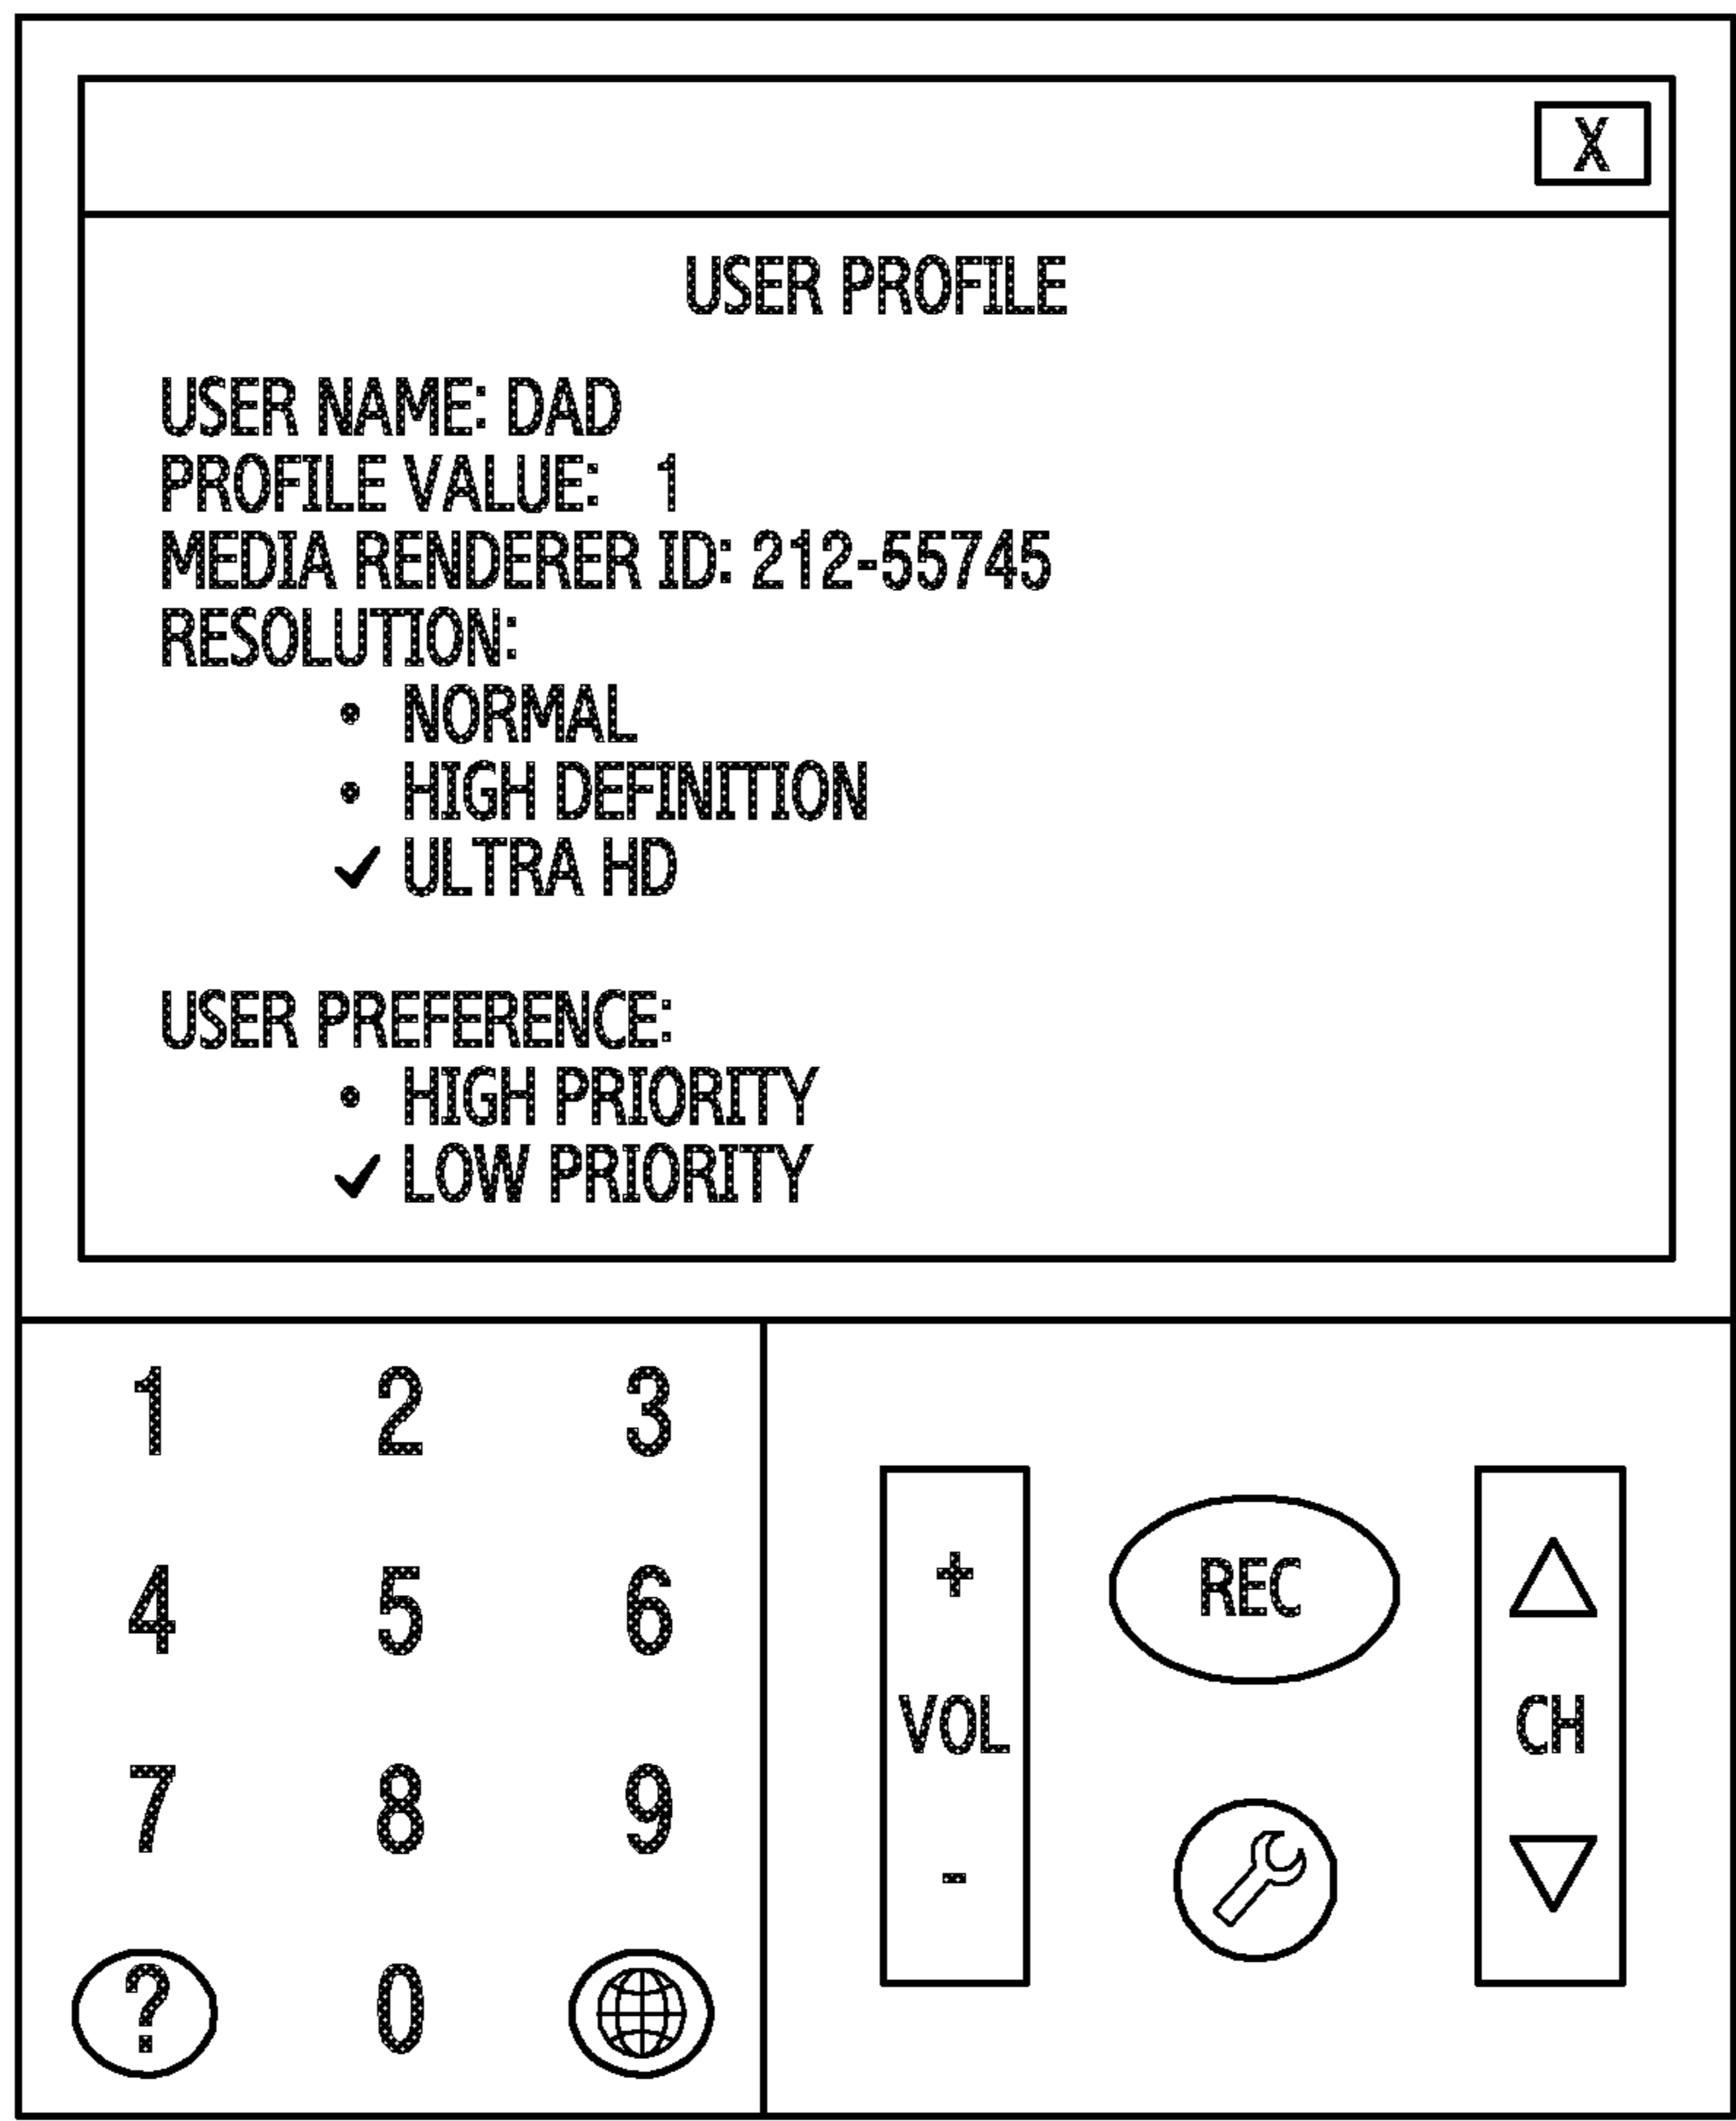 X
USER PROFILE
USER NAME: DAD
PROFILE VALUE: 1
MEDIA RENDERER ID: 212-55745
RESOLUTION:
• NORMAL
• HIGH DEFINITION
✓ ULTRA HD
USER PREFERENCE:
• HIGH PRIORITY
✓ LOW PRIORITY
1 2 3
4 5 6
7 8 9
? 0
+
VOL
-
REC
CH